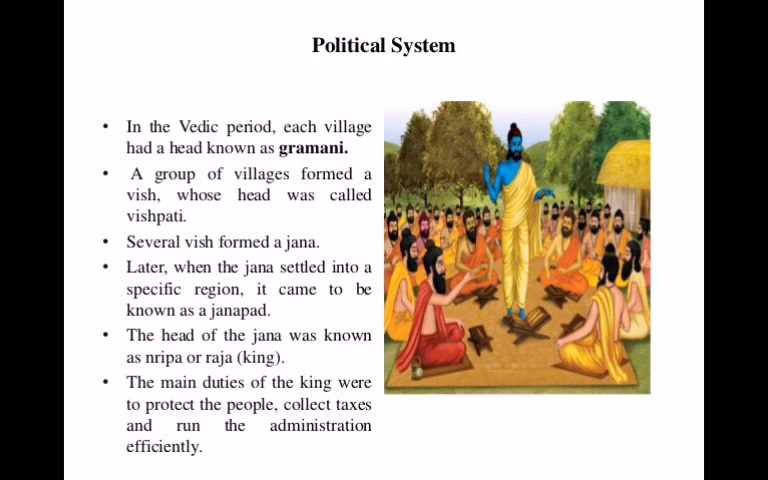 Political System
• In the Vedic period, each village
had a head known as gramani.
• A group of villages formed a
vish, whose head was called
vishpati.
• Several vish formed a jana.
• Later, when the jana settled into a
specific region, it came to be
known as a janapad.
• The head of the jana was known
as nripa or raja (king).
• The main duties of the king were
to protect the people, collect taxes
and run the administration
efficiently.